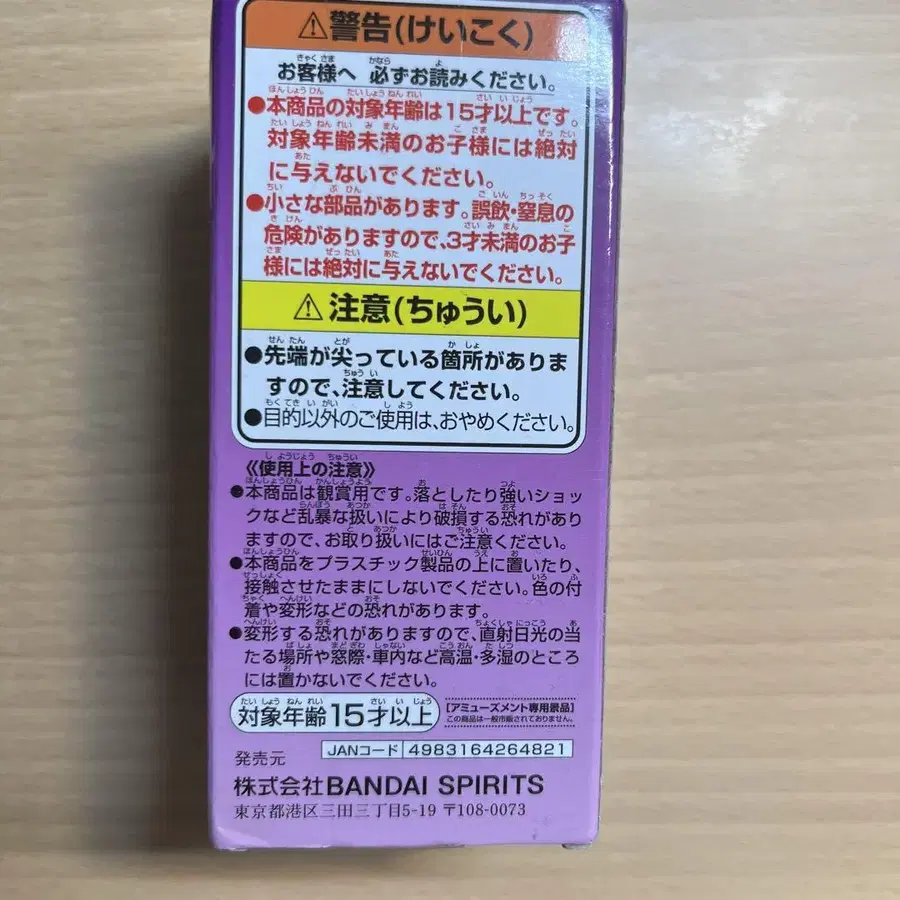 ⚠警告(けいこく)
お客様へ 必ずお読みください。
●本商品の対象年齢は15才以上です。
対象年齢未満のお子様には絶対
に与えないでください。
●小さな部品があります。誤飲・窒息の
危険がありますので、3才未満のお子
様には絶対に与えないでください。
⚠注意(ちゅうい)
●先端が尖っている箇所がありま
すので、注意してください。
●目的以外のご使用は、おやめください。
《使用上の注意》
●本商品は観賞用です。落としたり強いショッ
クなど乱暴な扱いにより破損する恐れがあり
ますので、お取り扱いにはご注意ください。
●本商品をプラスチック製品の上に置いたり、
接触させたままにしないでください。色の付
着や変形などの恐れがあります。
●変形する恐れがありますので、直射日光の当
たる場所や窓際・車内など高温・多湿のところ
には置かないでください。
対象年齢15才以上
[アミューズメント専用景品]
この商品は一般市販されておりません。
JANコード 4983164264821
発売元
株式会社BANDAI SPIRITS
東京都港区三田三丁目5-19 〒108-0073